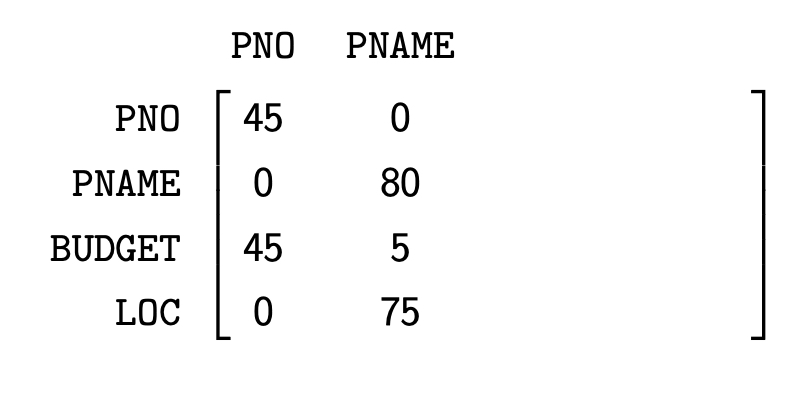 PNO PNAME
PNO 45 0
PNAME 0 80
BUDGET 45 5
LOC 0 75